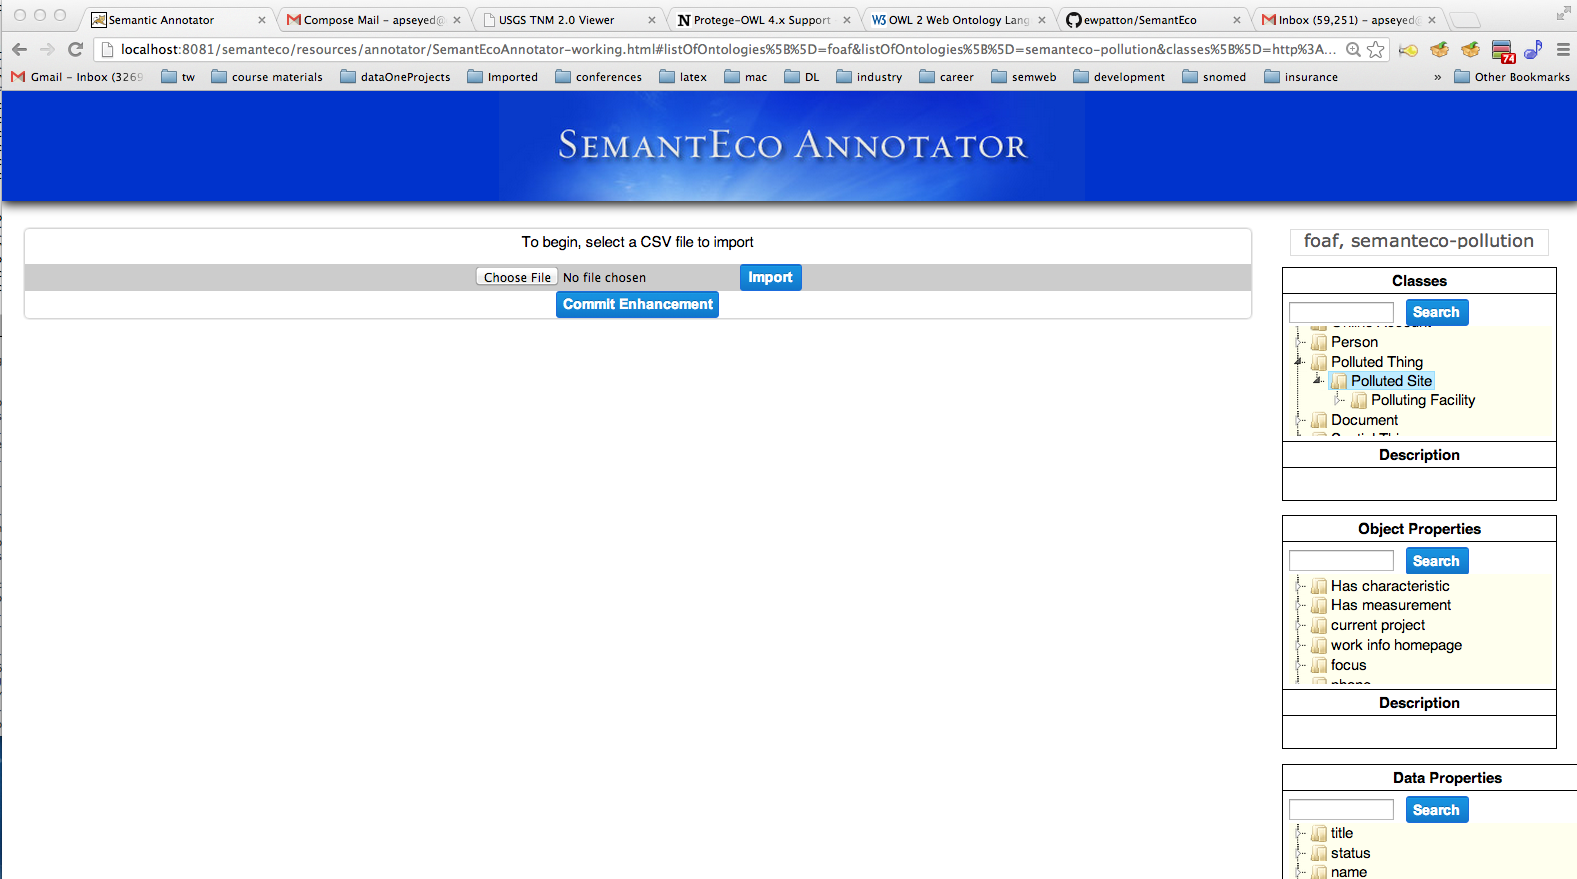 Semantic Annotator
Compose Mail – apseyed@
USGS TNM 2.0 Viewer
Protege-OWL 4.x Support
OWL 2 Web Ontology Lang
ewpatton/SemantEco
Inbox (59,251) – apseyed@
localhost:8081/semanteco/resources/annotator/SemantEcoAnnotator-working.html#listOfOntologies%5B%5D=foaf&listOfOntologies%5B%5D=semanteco-pollution&classes%5B%5D=http%3A...
74
Gmail – Inbox (3269
tw
course materials
dataOneProjects
Imported
conferences
latex
mac
DL
industry
career
semweb
development
snomed
insurance
»
Other Bookmarks
SemantEco Annotator
To begin, select a CSV file to import
Choose File No file chosen
Import
Commit Enhancement
foaf, semanteco-pollution
Classes
Search
Person
Polluted Thing
Polluted Site
Polluting Facility
Document
Description
Object Properties
Search
Has characteristic
Has measurement
current project
work info homepage
focus
phone
Description
Data Properties
Search
title
status
name